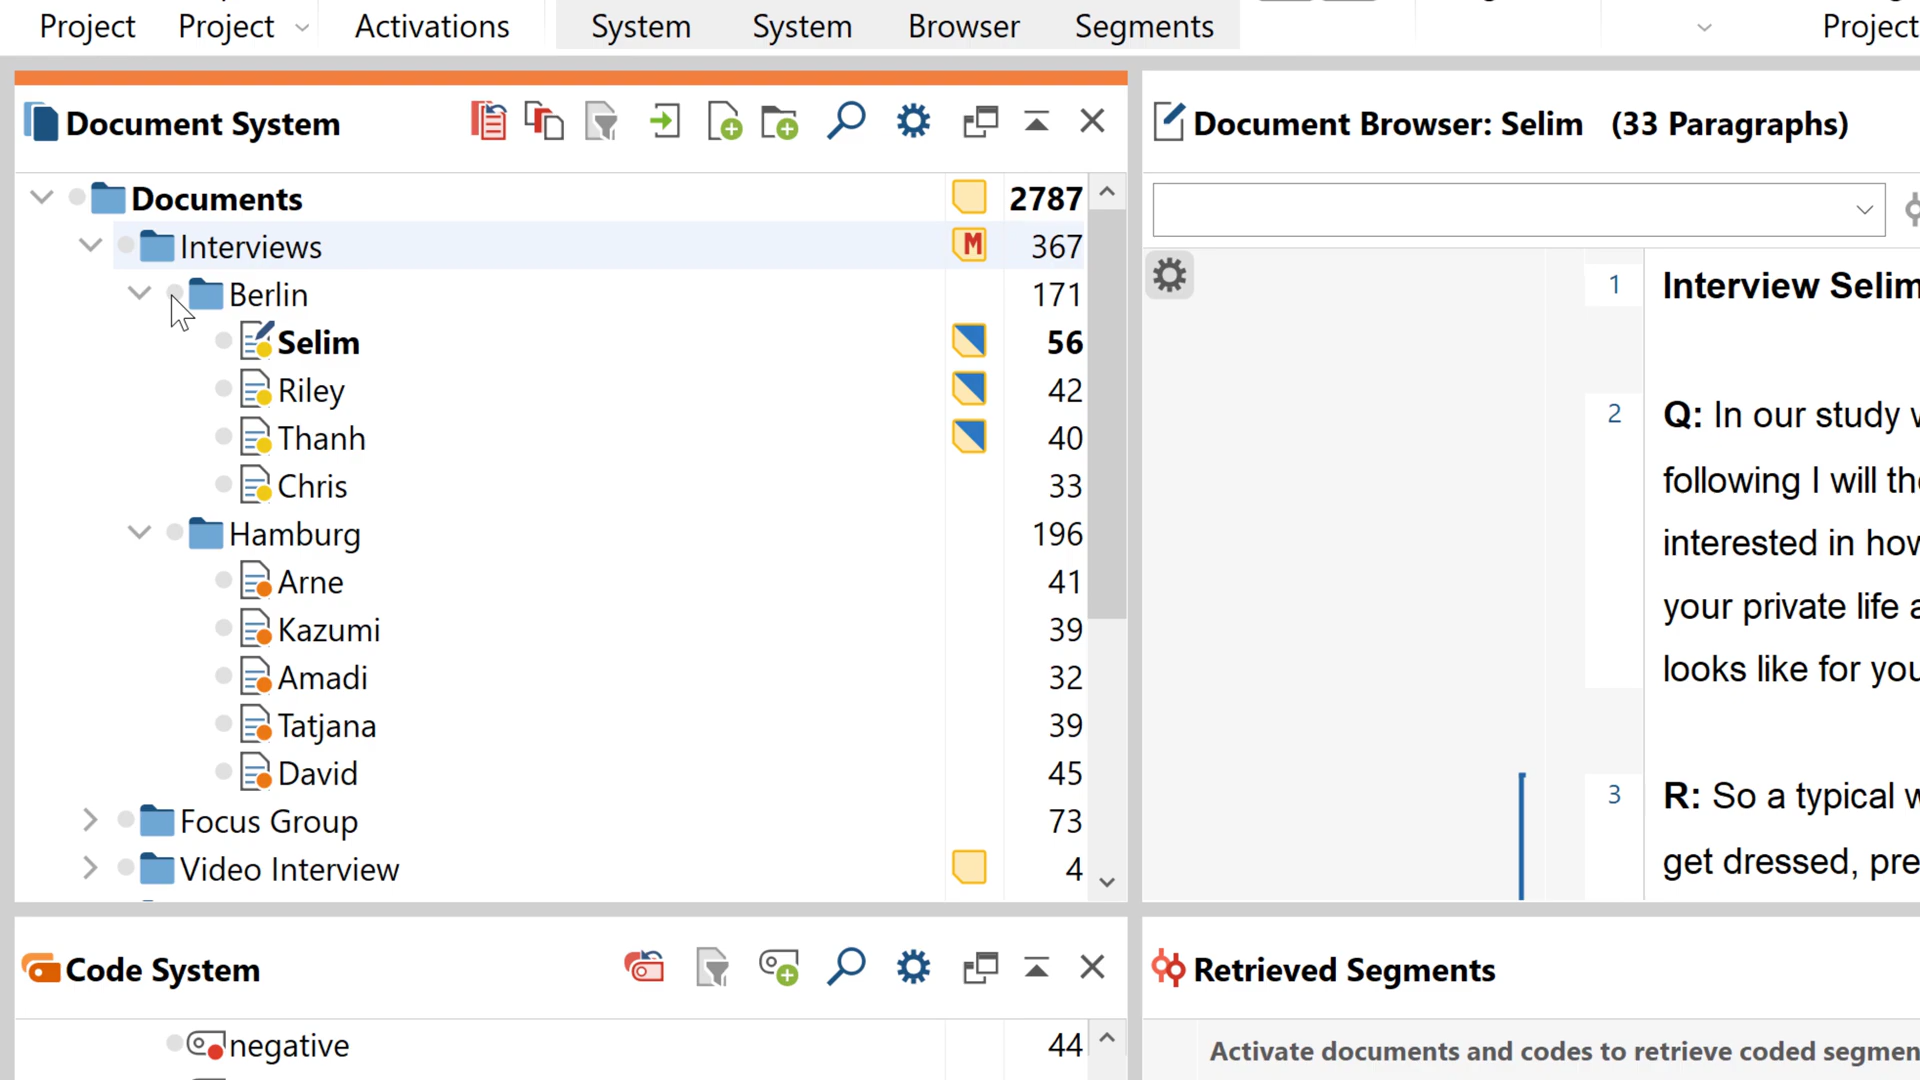 Project
Project
Activations
System
System
Browser
Segments
Project
Document System
Documents 2787
Interviews M 367
Berlin 171
Selim 56
Riley 42
Thanh 40
Chris 33
Hamburg 196
Arne 41
Kazumi 39
Amadi 32
Tatjana 39
David 45
Focus Group 73
Video Interview 4
Document Browser: Selim (33 Paragraphs)
1 Interview Selim
2 Q: In our study
following I will
interested in how
your private life
looks like for you
3 R: So a typical
get dressed,
Code System
negative 44
Retrieved Segments
Activate documents and codes to retrieve coded